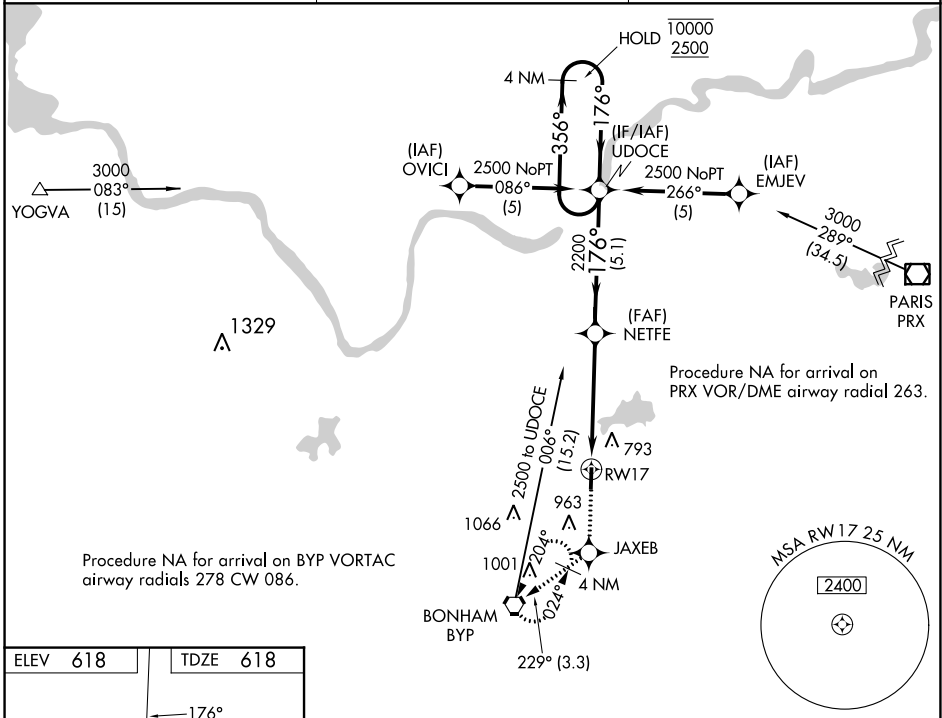 HOLD
10000
2500
4 NM
356°
176°
(IF/IAF)
UDOCE
(IAF)
OVICI
2500 NoPT
086°
(5)
2500 NoPT
266°
(5)
(IAF)
EMJEV
3000
083°
(15)
YOGVA
3000
289°
(34.5)
PARIS
PRX
2200
176°
(5.1)
(FAF)
NETFE
1329
Procedure NA for arrival on
PRX VOR/DME airway radial 263.
2500 to UDOCE
006°
(15.2)
793
RW17
963
1066
JAXEB
1001
204°
024°
4 NM
BONHAM
BYP
229° (3.3)
Procedure NA for arrival on BYP VORTAC
airway radials 278 CW 086.
MSA RW17 25 NM
2400
ELEV 618
TDZE 618
176°